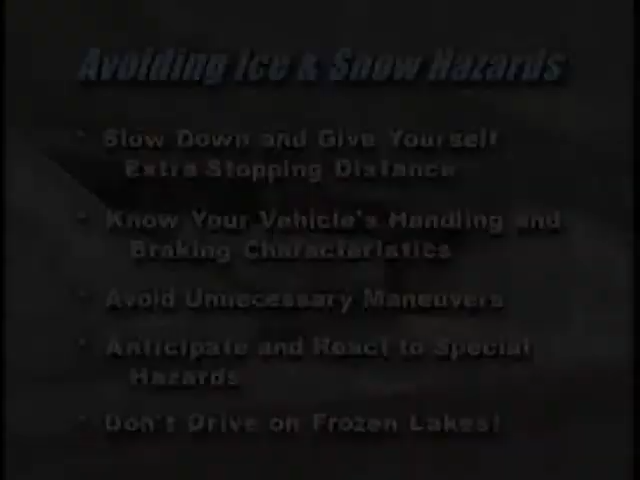 Avoiding Ice & Snow Hazards
• Slow Down and Give Yourself
Extra Stopping Distance
• Know Your Vehicle's Handling and
Braking Characteristics
• Avoid Unnecessary Maneuvers
• Anticipate and React to Special
Hazards
• Don't Drive on Frozen Lakes!